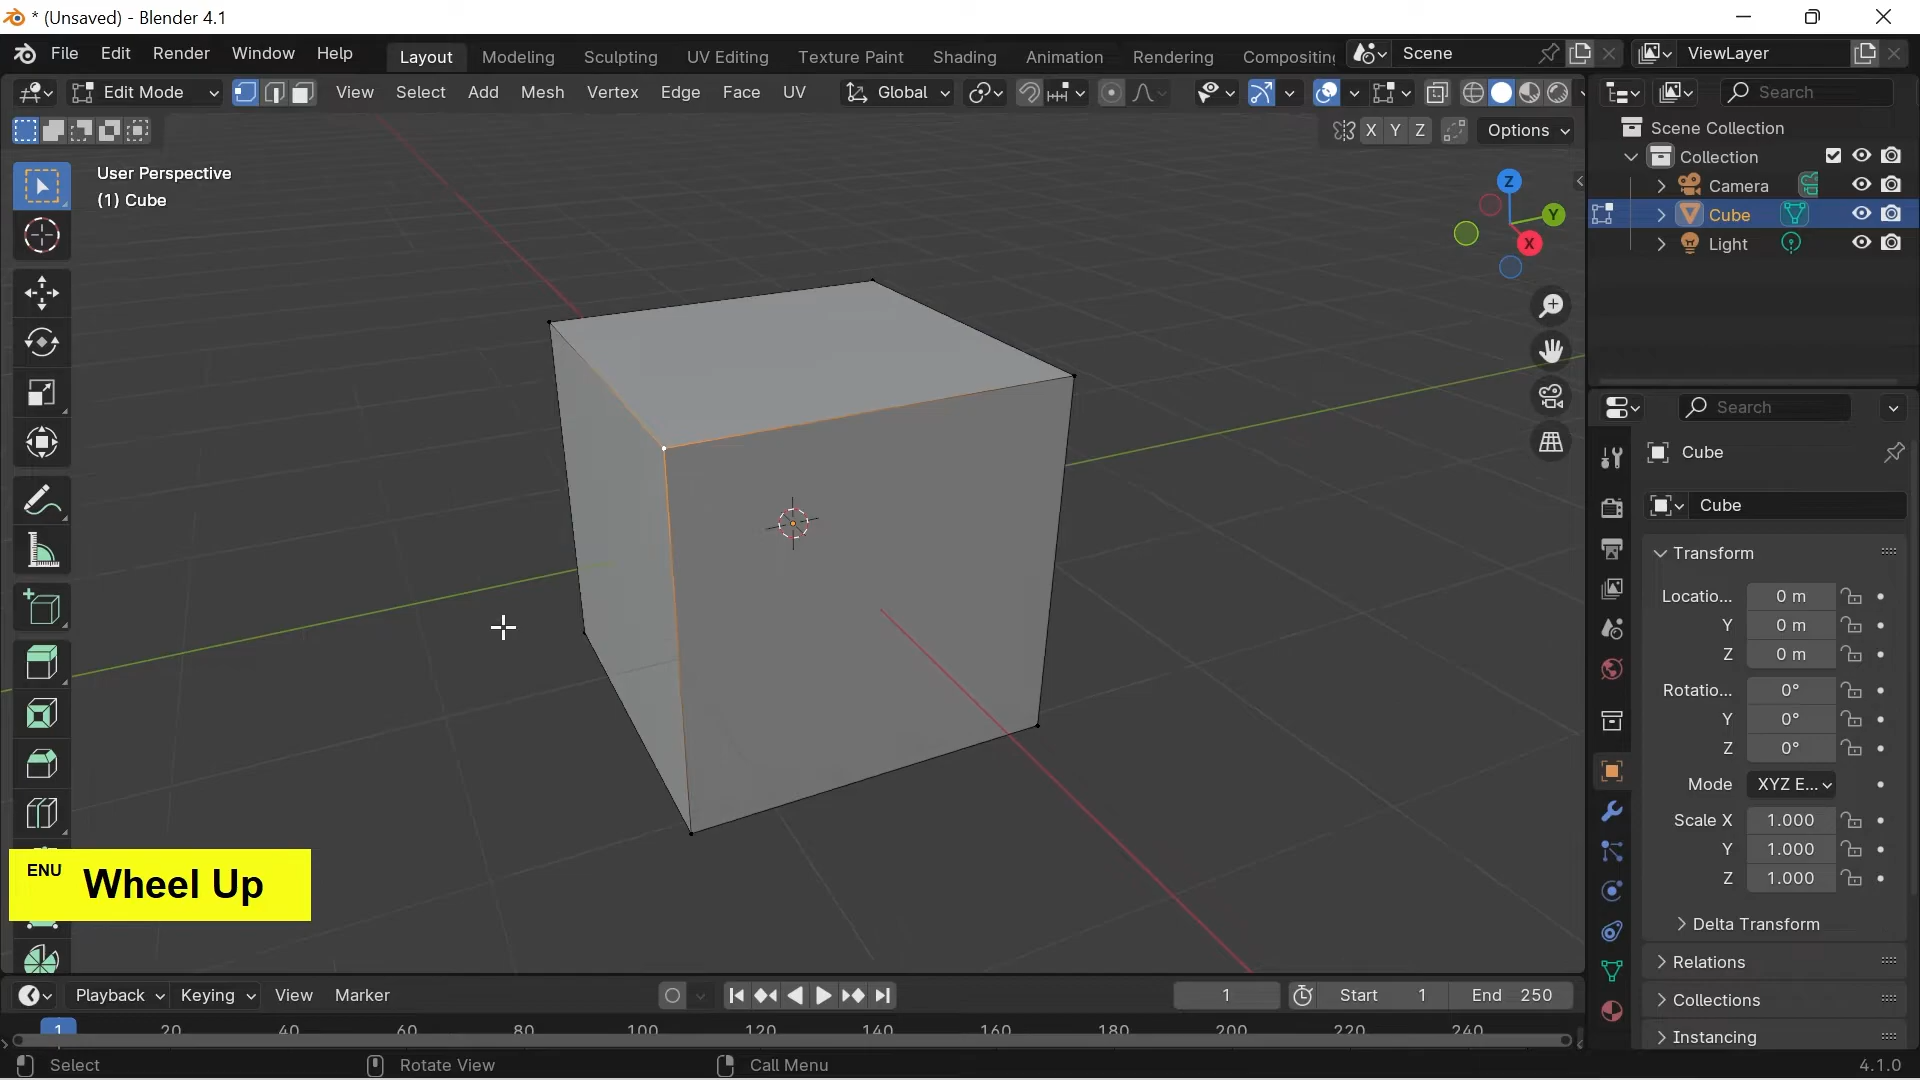 * (Unsaved) - Blender 4.1
File Edit Render Window Help Layout Modeling Sculpting UV Editing Texture Paint Shading Animation Rendering Compositing Scene ViewLayer
Edit Mode View Select Add Mesh Vertex Edge Face UV Global Search
X Y Z Options
Scene Collection
Collection
Camera
Cube
Light
User Perspective
(1) Cube
Z
Y
X
Search
Cube
Cube
Transform
Locatio... 0 m
Y 0 m
Z 0 m
Rotatio... 0°
Y 0°
Z 0°
Mode XYZ E...
Scale X 1.000
Y 1.000
Z 1.000
Delta Transform
Relations
Collections
Instancing
ENU Wheel Up
Playback Keying View Marker 1 Start 1 End 250
1 20 40 60 80 100 120 140 160 180 200 220 240
Select Rotate View Call Menu 4.1.0